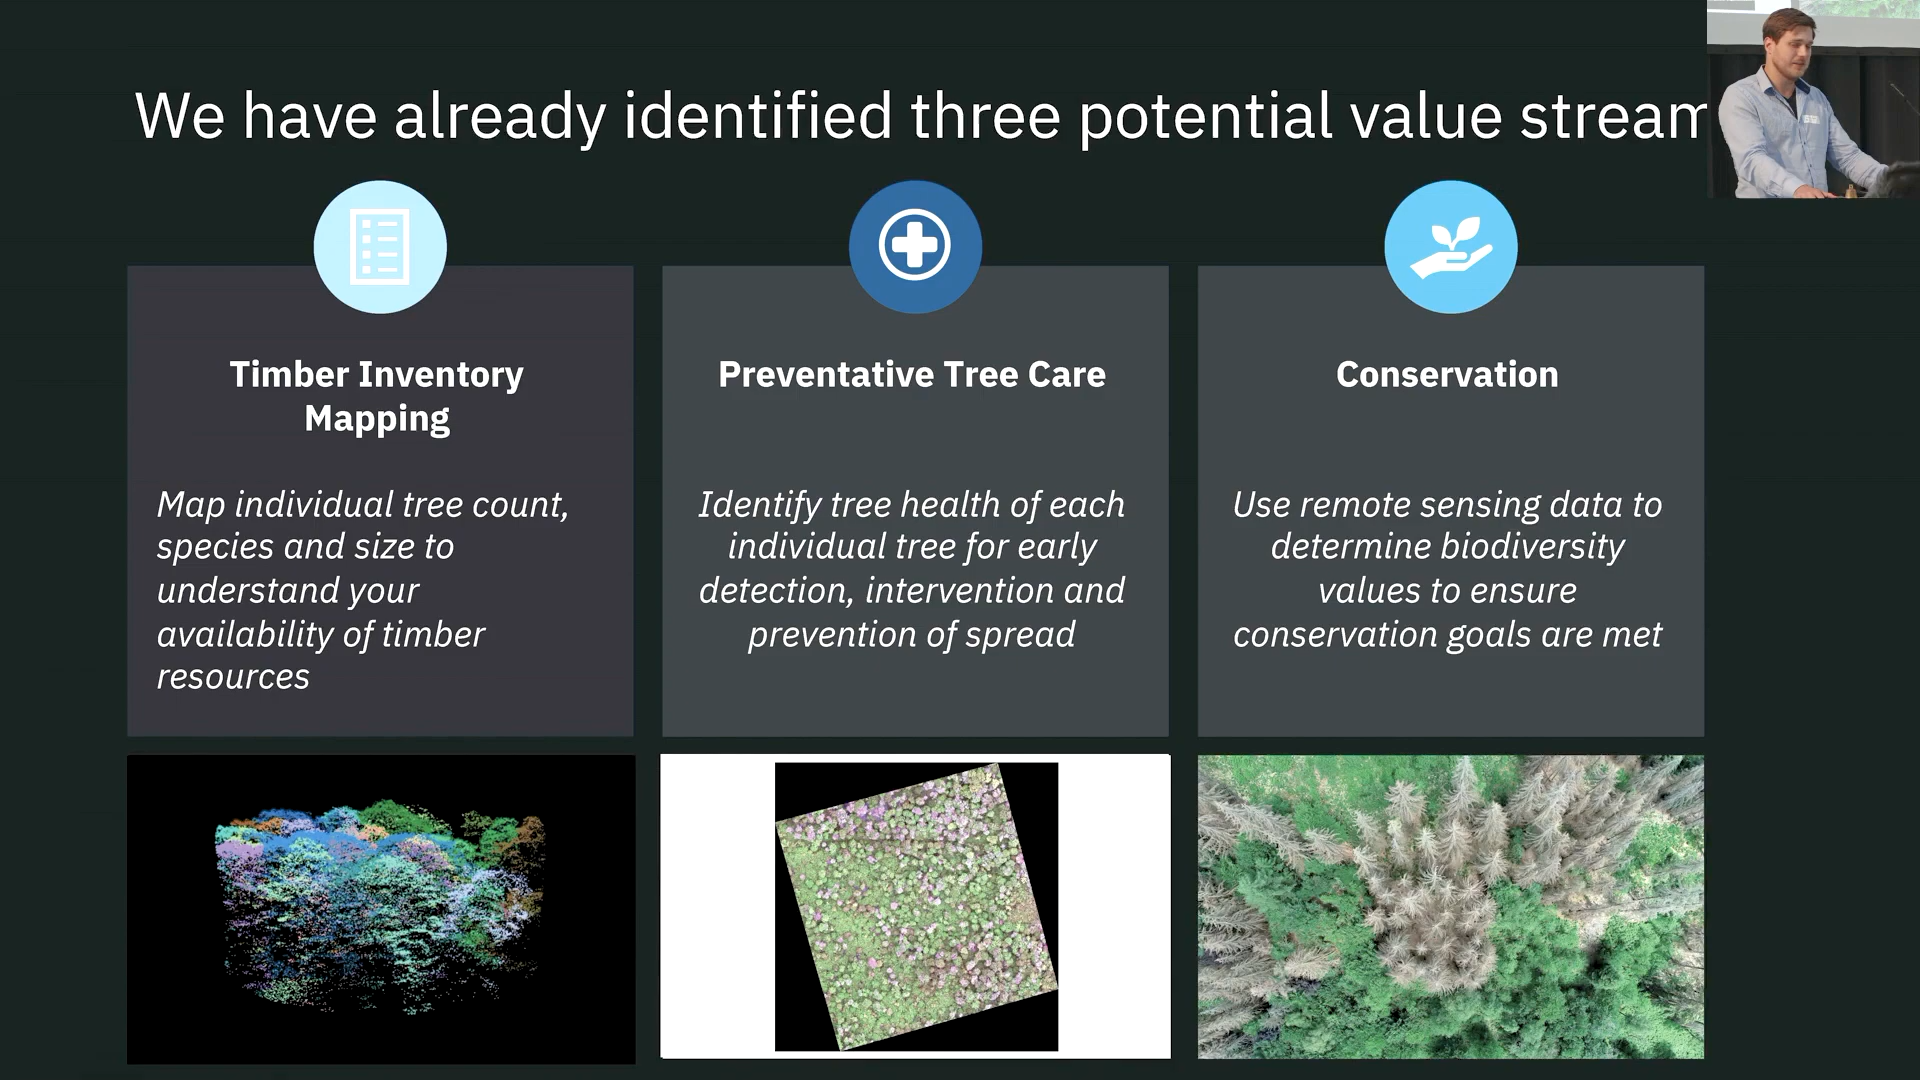 We have already identified three potential value stream
Timber Inventory
Mapping
Map individual tree count,
species and size to
understand your
availability of timber
resources
Preventative Tree Care
Identify tree health of each
individual tree for early
detection, intervention and
prevention of spread
Conservation
Use remote sensing data to
determine biodiversity
values to ensure
conservation goals are met